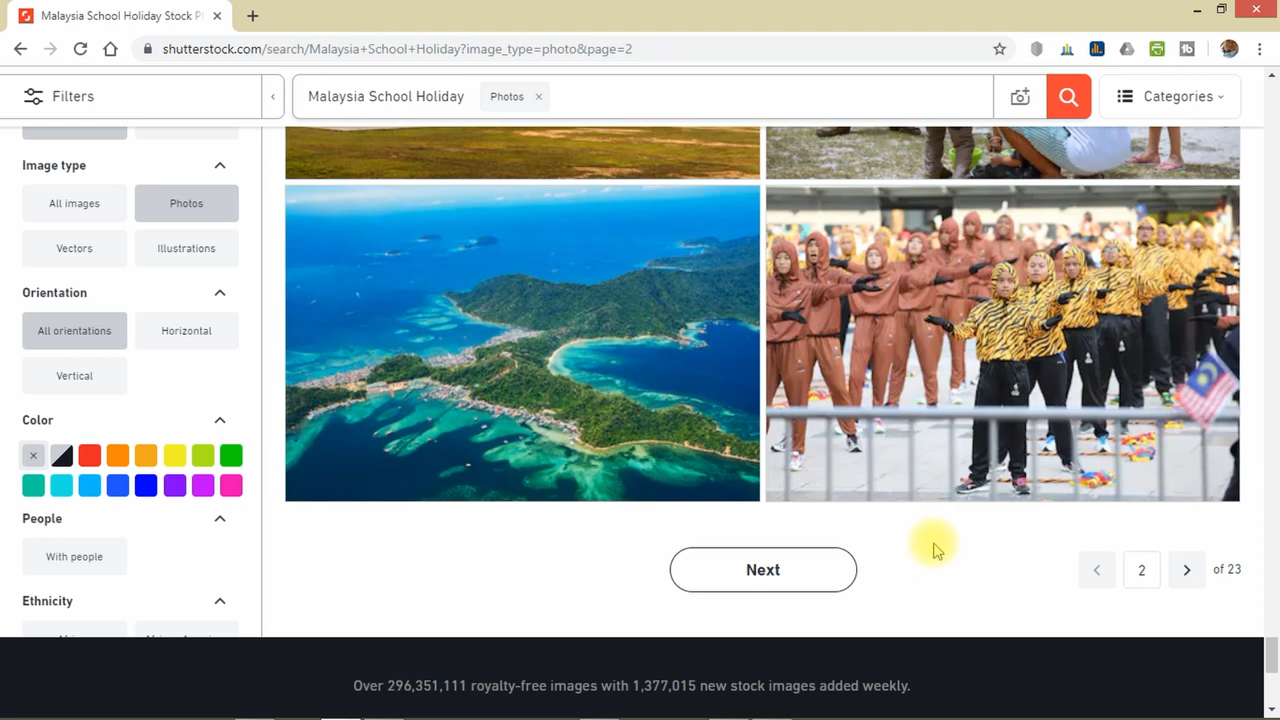 Malaysia School Holiday Stock P
shutterstock.com/search/Malaysia+School+Holiday?image_type=photo&page=2
Filters
Malaysia School Holiday
Photos
Categories
Image type
All images
Photos
Vectors
Illustrations
Orientation
All orientations
Horizontal
Vertical
Color
People
With people
Ethnicity
Next
2
of 23
Over 296,351,111 royalty-free images with 1,377,015 new stock images added weekly.